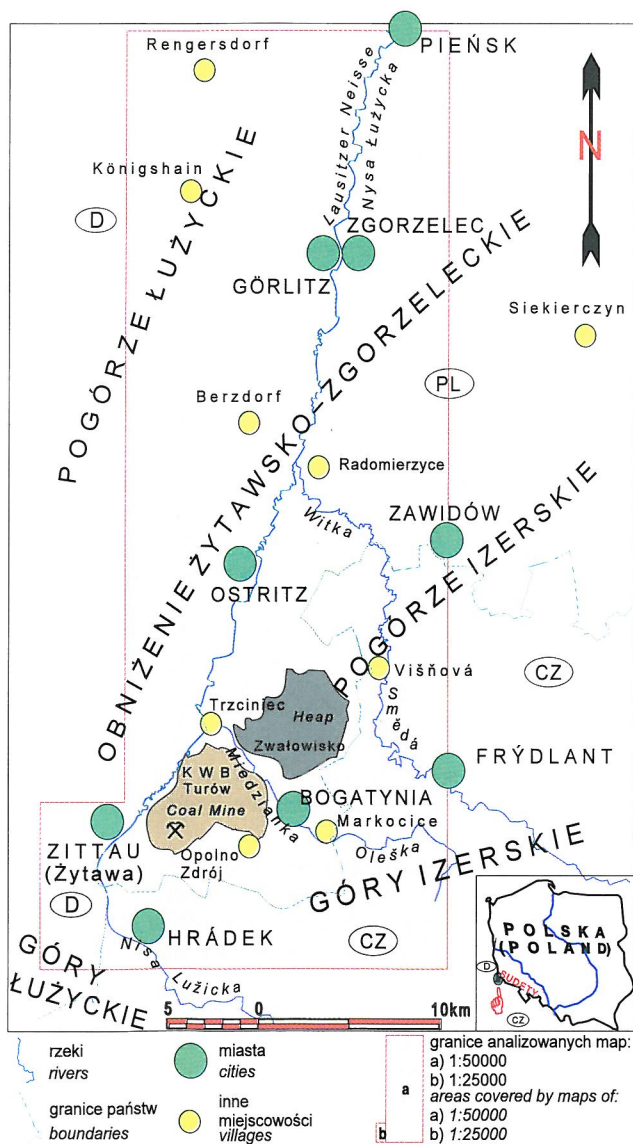 Rengersdorf
PIEŃSK
Lausitzer Neisse
Nysa Łużycka
N
Königshain
D
POGÓRZE ŁUŻYCKIE
ZGORZELEC
GÖRLITZ
Siekierczyn
PL
Berzdorf
OBNIŻENIE ŻYTAWSKO-ZGORZELECKIE
Radomierzyce
Witka
ZAWIDÓW
OSTRITZ
POGÓRZE IZERSKIE
Višňová
CZ
Smědá
Trzciniec
Heap
Zwałowisko
FRÝDLANT
KWB
Turów
Coal Mine
Miedzianka
BOGATYNIA
Markocice
Oleška
ZITTAU
(Żytawa)
Opolno
Zdrój
GÓRY IZERSKIE
D
HRÁDEK
CZ
GÓRY
ŁUŻYCKIE
Nisa Lužicka
POLSKA
(POLAND)
D
SUDETY
CZ
5 0 10km
rzeki
rivers
miasta
cities
granice państw
boundaries
inne
miejscowości
villages
a
b
granice analizowanych map:
a) 1:50000
b) 1:25000
areas covered by maps of:
a) 1:50000
b) 1:25000